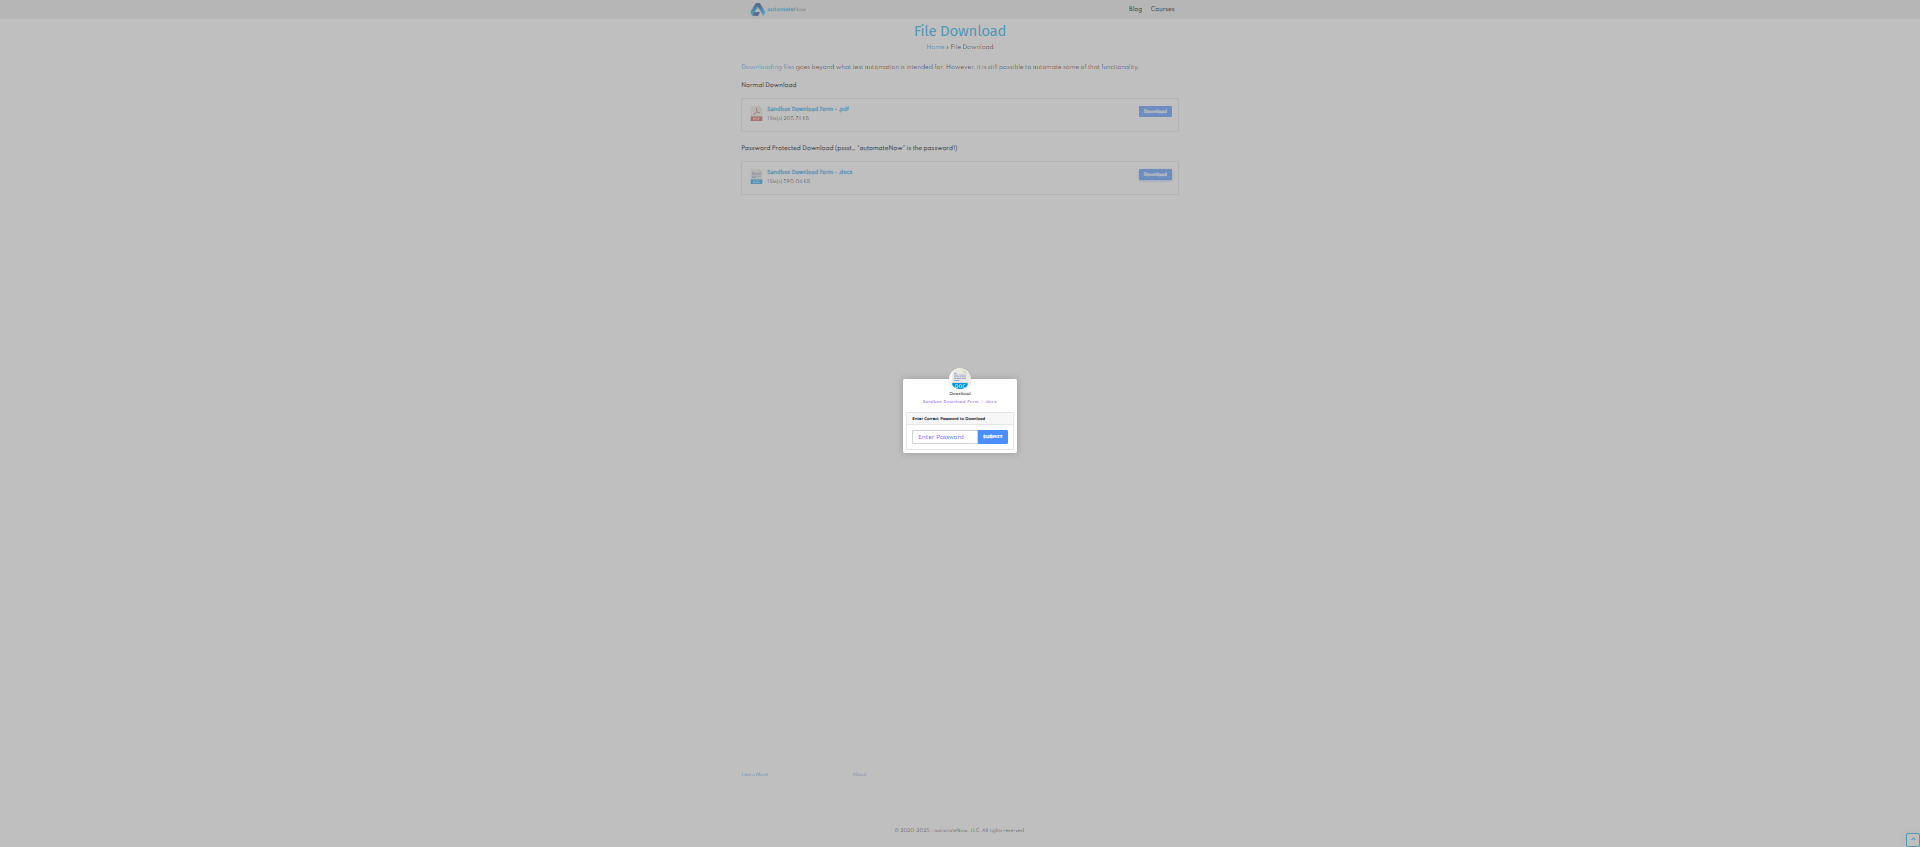 automateNow
Blog
Courses
File Download
Home › File Download
Downloading files goes beyond what test automation is intended for. However, it is still possible to automate some of that functionality.
Normal Download
Sandbox Download Form - .pdf
1 file(s) 205.74 KB
Download
Password Protected Download (pssst... "automateNow" is the password!)
Sandbox Download Form - .docx
1 file(s) 590.04 KB
Download
Download
Sandbox Download Form - .docx
Enter Correct Password to Download
Enter Password
SUBMIT
Learn More
About
© 2020-2025 · automateNow, LLC. All rights reserved